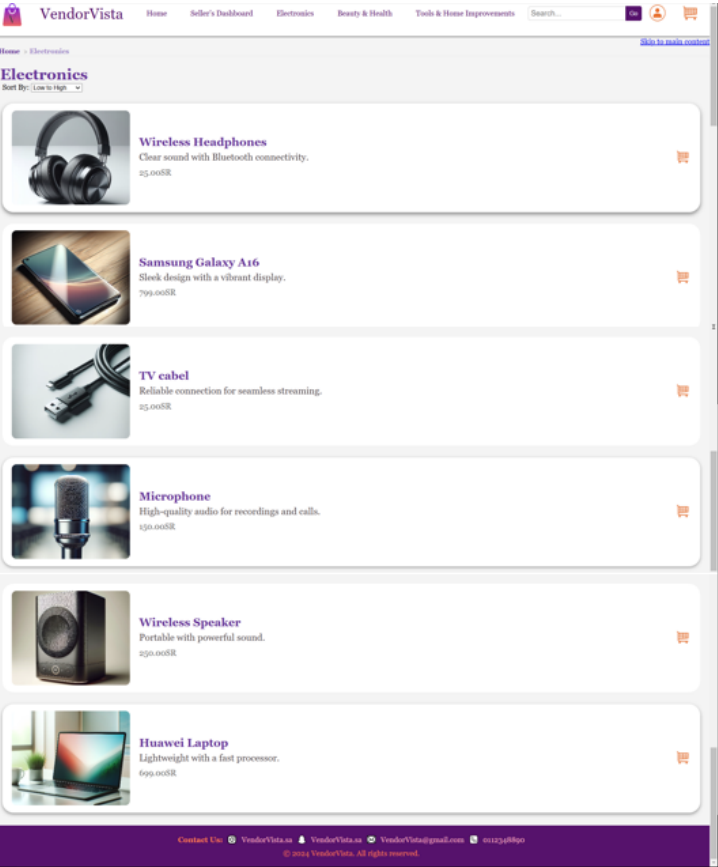 VendorVista Home Seller's Dashboard Electronics Beauty & Health Tools & Home Improvements Search... Go
Skip to main content
Home > Electronics
Electronics
Sort By: Low to High
Wireless Headphones
Clear sound with Bluetooth connectivity.
25.00SR
Samsung Galaxy A16
Sleek design with a vibrant display.
799.00SR
TV cabel
Reliable connection for seamless streaming.
25.00SR
Microphone
High-quality audio for recordings and calls.
150.00SR
Wireless Speaker
Portable with powerful sound.
250.00SR
Huawei Laptop
Lightweight with a fast processor.
699.00SR
Contact Us: VendorVista.sa VendorVista.sa VendorVista@gmail.com 0112348890
© 2024 VendorVista. All rights reserved.